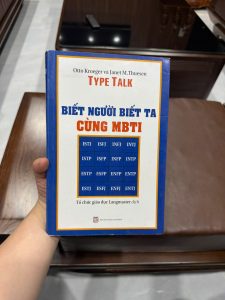 Otto Kroeger và Janet M.Thuesen
TYPE TALK
BIẾT NGƯỜI BIẾT TA
CÙNG MBTI
ISTJ ISFJ INFJ INTJ
ISTP ISFP INFP INTP
ESTP ESFP ENFP ENTP
ESTJ ESFJ ENFJ ENTJ
Tổ chức giáo dục Langmaster dịch